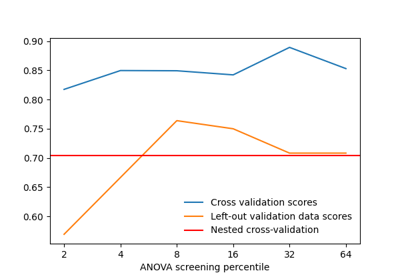 0.90
0.85
0.80
0.75
0.70
0.65
0.60
Cross validation scores
Left-out validation data scores
Nested cross-validation
2 4 8 16 32 64
ANOVA screening percentile